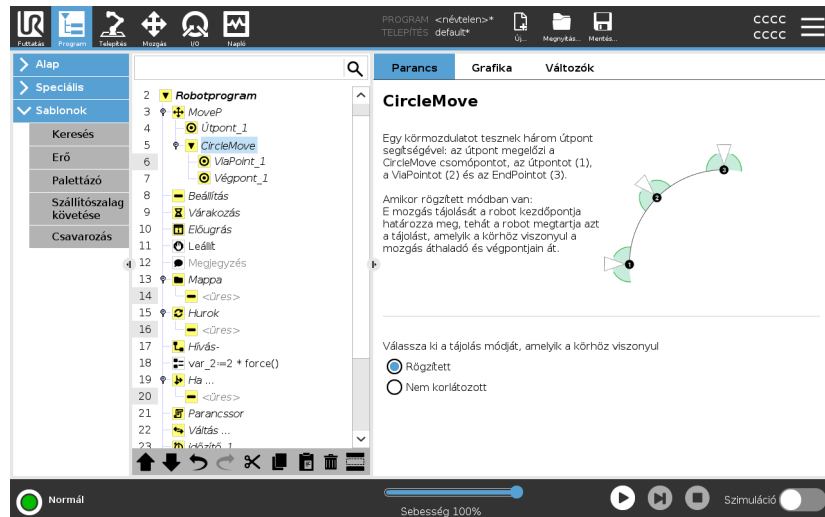 PROGRAM <névtelen>*
TELEPÍTÉS default*
CCCC
CCCC
Futtatás
Program
Telepítés
Mozgás
I/O
Napló
Új...
Megnyitás...
Mentés...
Alap
Speciális
Sablonok
Keresés
Erő
Palettázó
Szállítószalag
követése
Csavarozás
2 Robotprogram
3 MoveP
4 Útpont_1
5 CircleMove
6 ViaPoint_1
7 Végpont_1
8 Beállítás
9 Várakozás
10 Előugrás
11 Leállít
12 Megjegyzés
13 Mappa
14 <üres>
15 Hurok
16 <üres>
17 Hívás-
18 var_2:=2 * force()
19 Ha ...
20 <üres>
21 Parancssor
22 Váltás ...
23 Időzítő_1
Parancs
Grafika
Változók
CircleMove
Egy körmozdulatot tesznek három útpont
segítségével: az útpont megelőzi a
CircleMove csomópontot, az útpontot (1),
a ViaPointot (2) és az EndPointot (3).
Amikor rögzített módban van:
E mozgás tájolását a robot kezdőpontja
határozza meg, tehát a robot megtartja azt
a tájolást, amelyik a körhöz viszonyul a
mozgás áthaladó és végpontjain át.
3
2
1
Válassza ki a tájolás módját, amelyik a körhöz viszonyul
Rögzített
Nem korlátozott
Normál
Sebesség 100%
Szimuláció